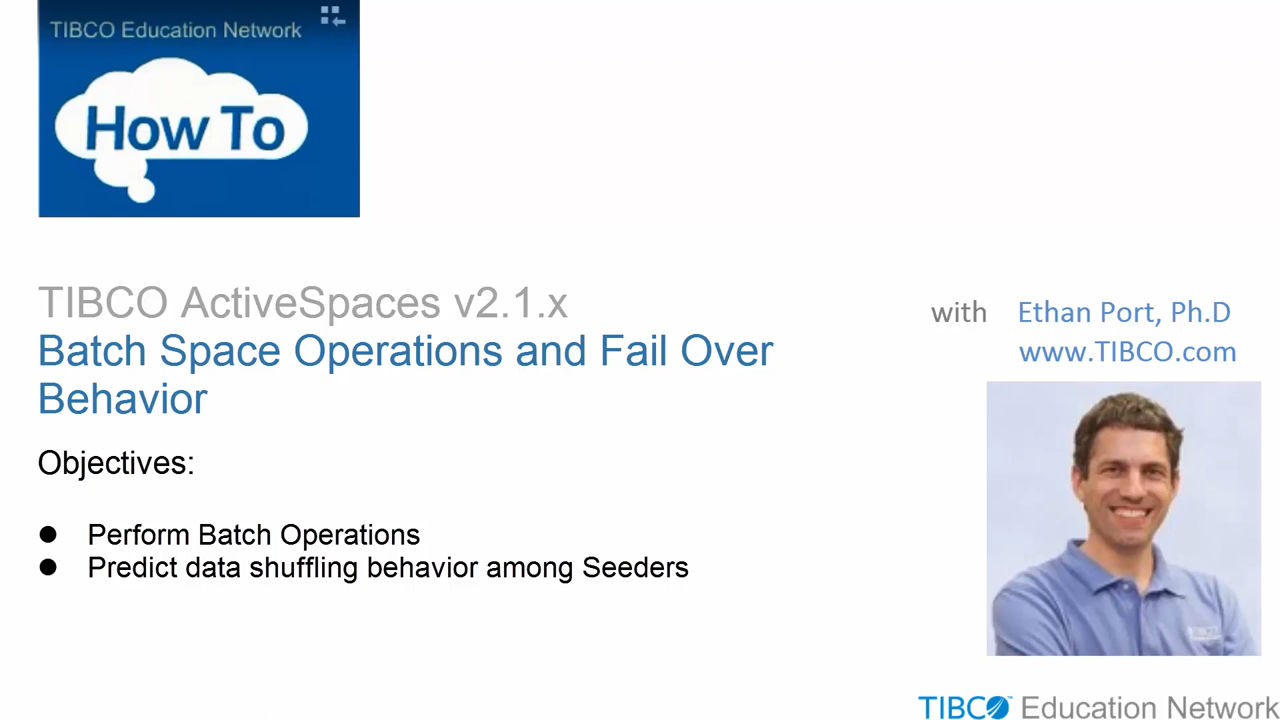 TIBCO Education Network
How To
TIBCO ActiveSpaces v2.1.x
Batch Space Operations and Fail Over
Behavior
with Ethan Port, Ph.D
www.TIBCO.com
Objectives:
● Perform Batch Operations
● Predict data shuffling behavior among Seeders
TIBCO™ Education Network